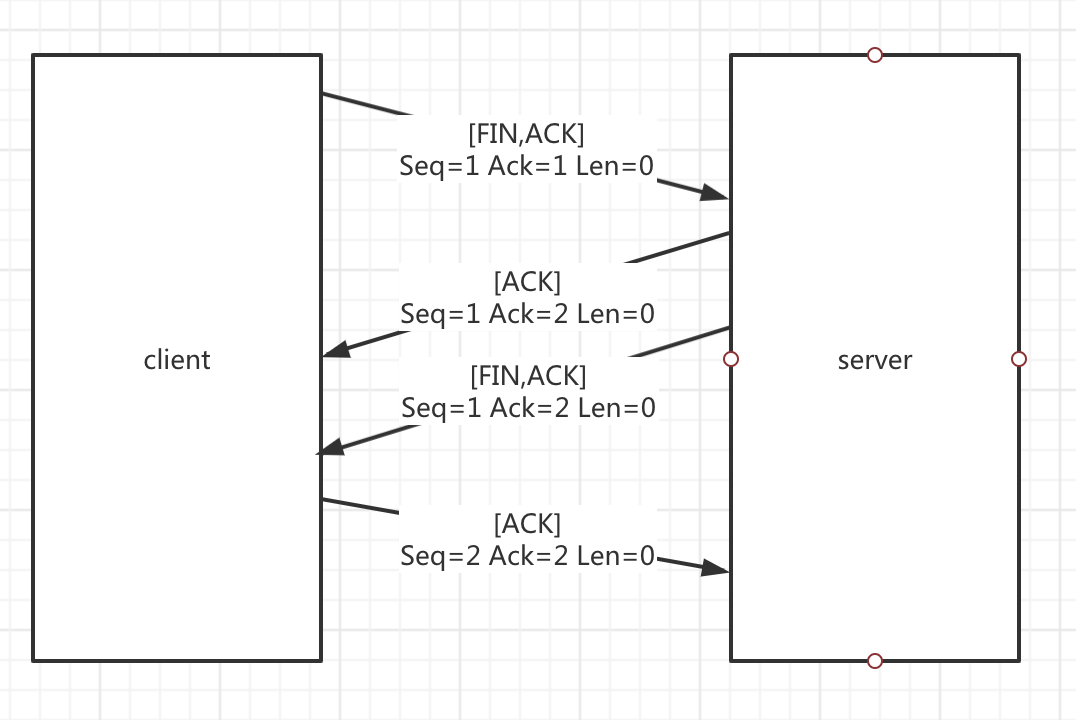 [FIN,ACK]
Seq=1 Ack=1 Len=0
[ACK]
Seq=1 Ack=2 Len=0
client
server
[FIN,ACK]
Seq=1 Ack=2 Len=0
[ACK]
Seq=2 Ack=2 Len=0